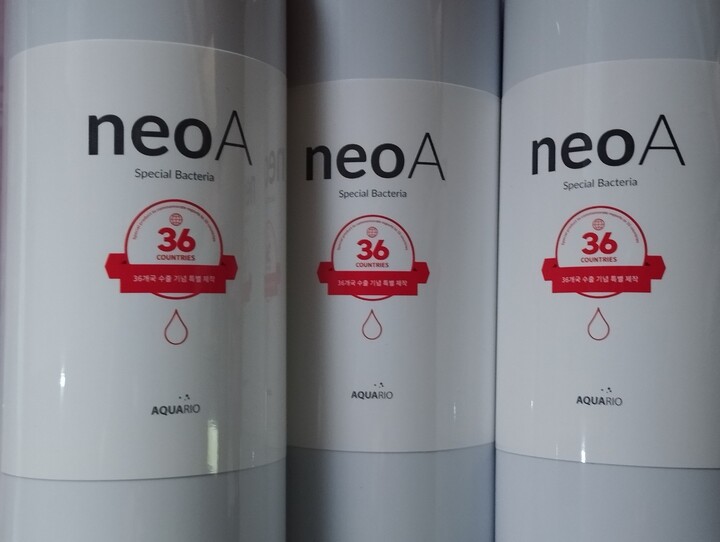 neoA
Special Bacteria
36
COUNTRIES
36개국 수출 기념 특별 제작
AQUARIO
neoA
Special Bacteria
36
COUNTRIES
36개국 수출 기념 특별 제작
AQUARIO
neoA
Special Bacteria
36
COUNTRIES
36개국 수출 기념 특별 제작
AQUARIO